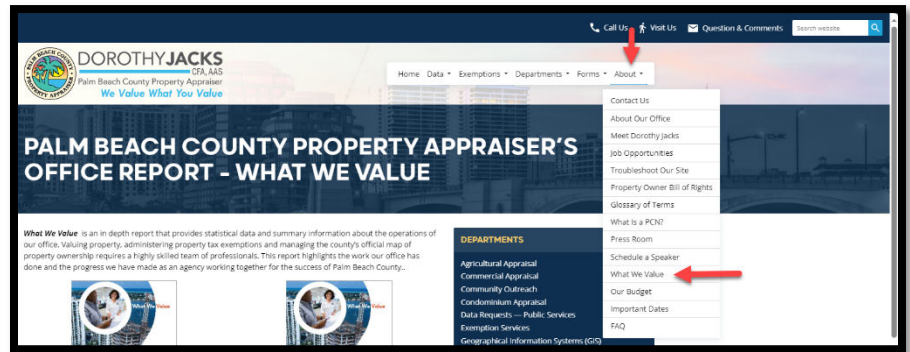 Call Us Visit Us Question & Comments Search website
DOROTHYJACKS
CFA, AAS
Palm Beach County Property Appraiser
We Value What You Value
Home Data Exemptions Departments Forms About
PALM BEACH COUNTY PROPERTY APPRAISER'S
OFFICE REPORT - WHAT WE VALUE
Contact Us
About Our Office
Meet Dorothy Jacks
Job Opportunities
Troubleshoot Our Site
Property Owner Bill of Rights
Glossary of Terms
What Is a PCN?
Press Room
Schedule a Speaker
What We Value
Our Budget
Important Dates
FAQ
What We Value is an in depth report that provides statistical data and summary information about the operations of
our office. Valuing property, administering property tax exemptions and managing the county's official map of
property ownership requires a highly skilled team of professionals. This report highlights the work our office has
done and the progress we have made as an agency working together for the success of Palm Beach County..
What We Value
What We Value
DEPARTMENTS
Agricultural Appraisal
Commercial Appraisal
Community Outreach
Condominium Appraisal
Data Requests — Public Services
Exemption Services
Geographical Information Systems (GIS)